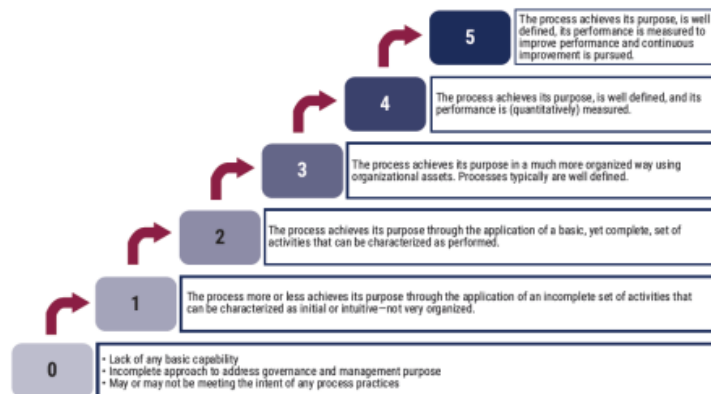 5
The process achieves its purpose, is well
defined, its performance is measured to
improve performance and continuous
improvement is pursued.
4
The process achieves its purpose, is well defined, and its
performance is (quantitatively) measured.
3
The process achieves its purpose in a much more organized way using
organizational assets. Processes typically are well defined.
2
The process achieves its purpose through the application of a basic, yet complete, set of
activities that can be characterized as performed.
1
The process more or less achieves its purpose through the application of an incomplete set of activities that
can be characterized as initial or intuitive—not very organized.
0
• Lack of any basic capability
• Incomplete approach to address governance and management purpose
• May or may not be meeting the intent of any process practices